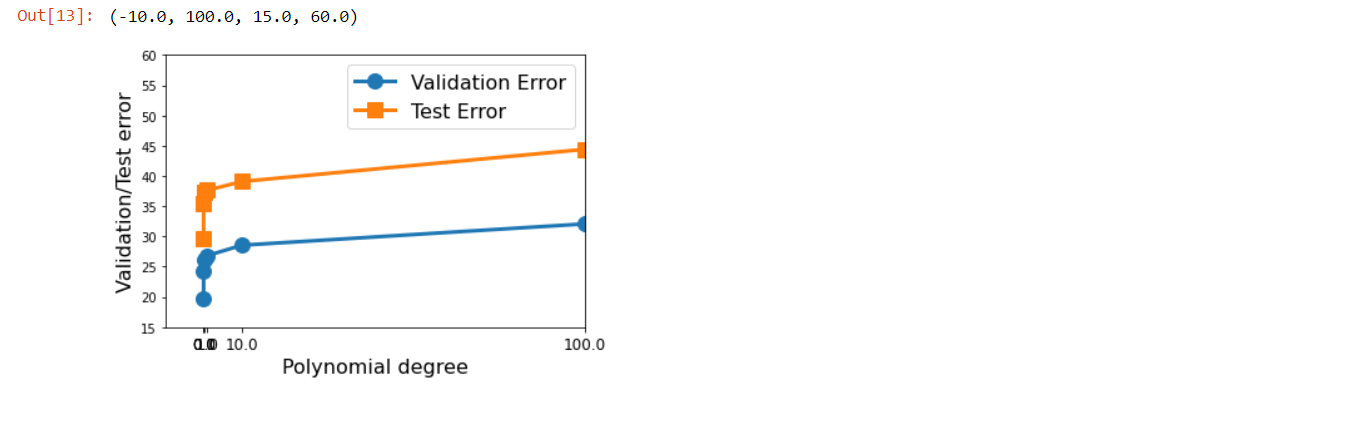 Out[13]: (-10.0, 100.0, 15.0, 60.0)
60
55
50
45
40
35
30
25
20
15
Validation/Test error
Validation Error
Test Error
10.0
100.0
Polynomial degree